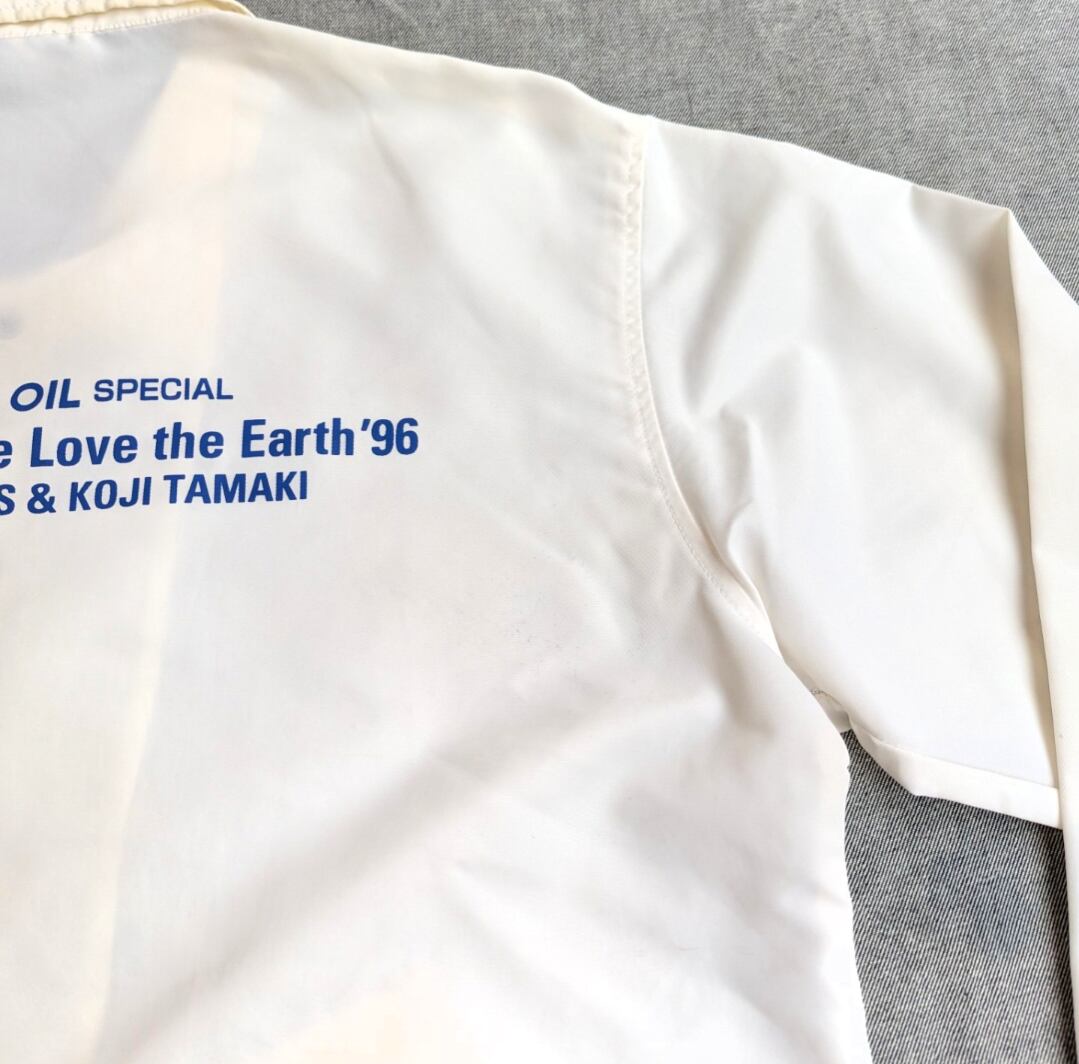 OIL SPECIAL
e Love the Earth'96
S & KOJI TAMAKI